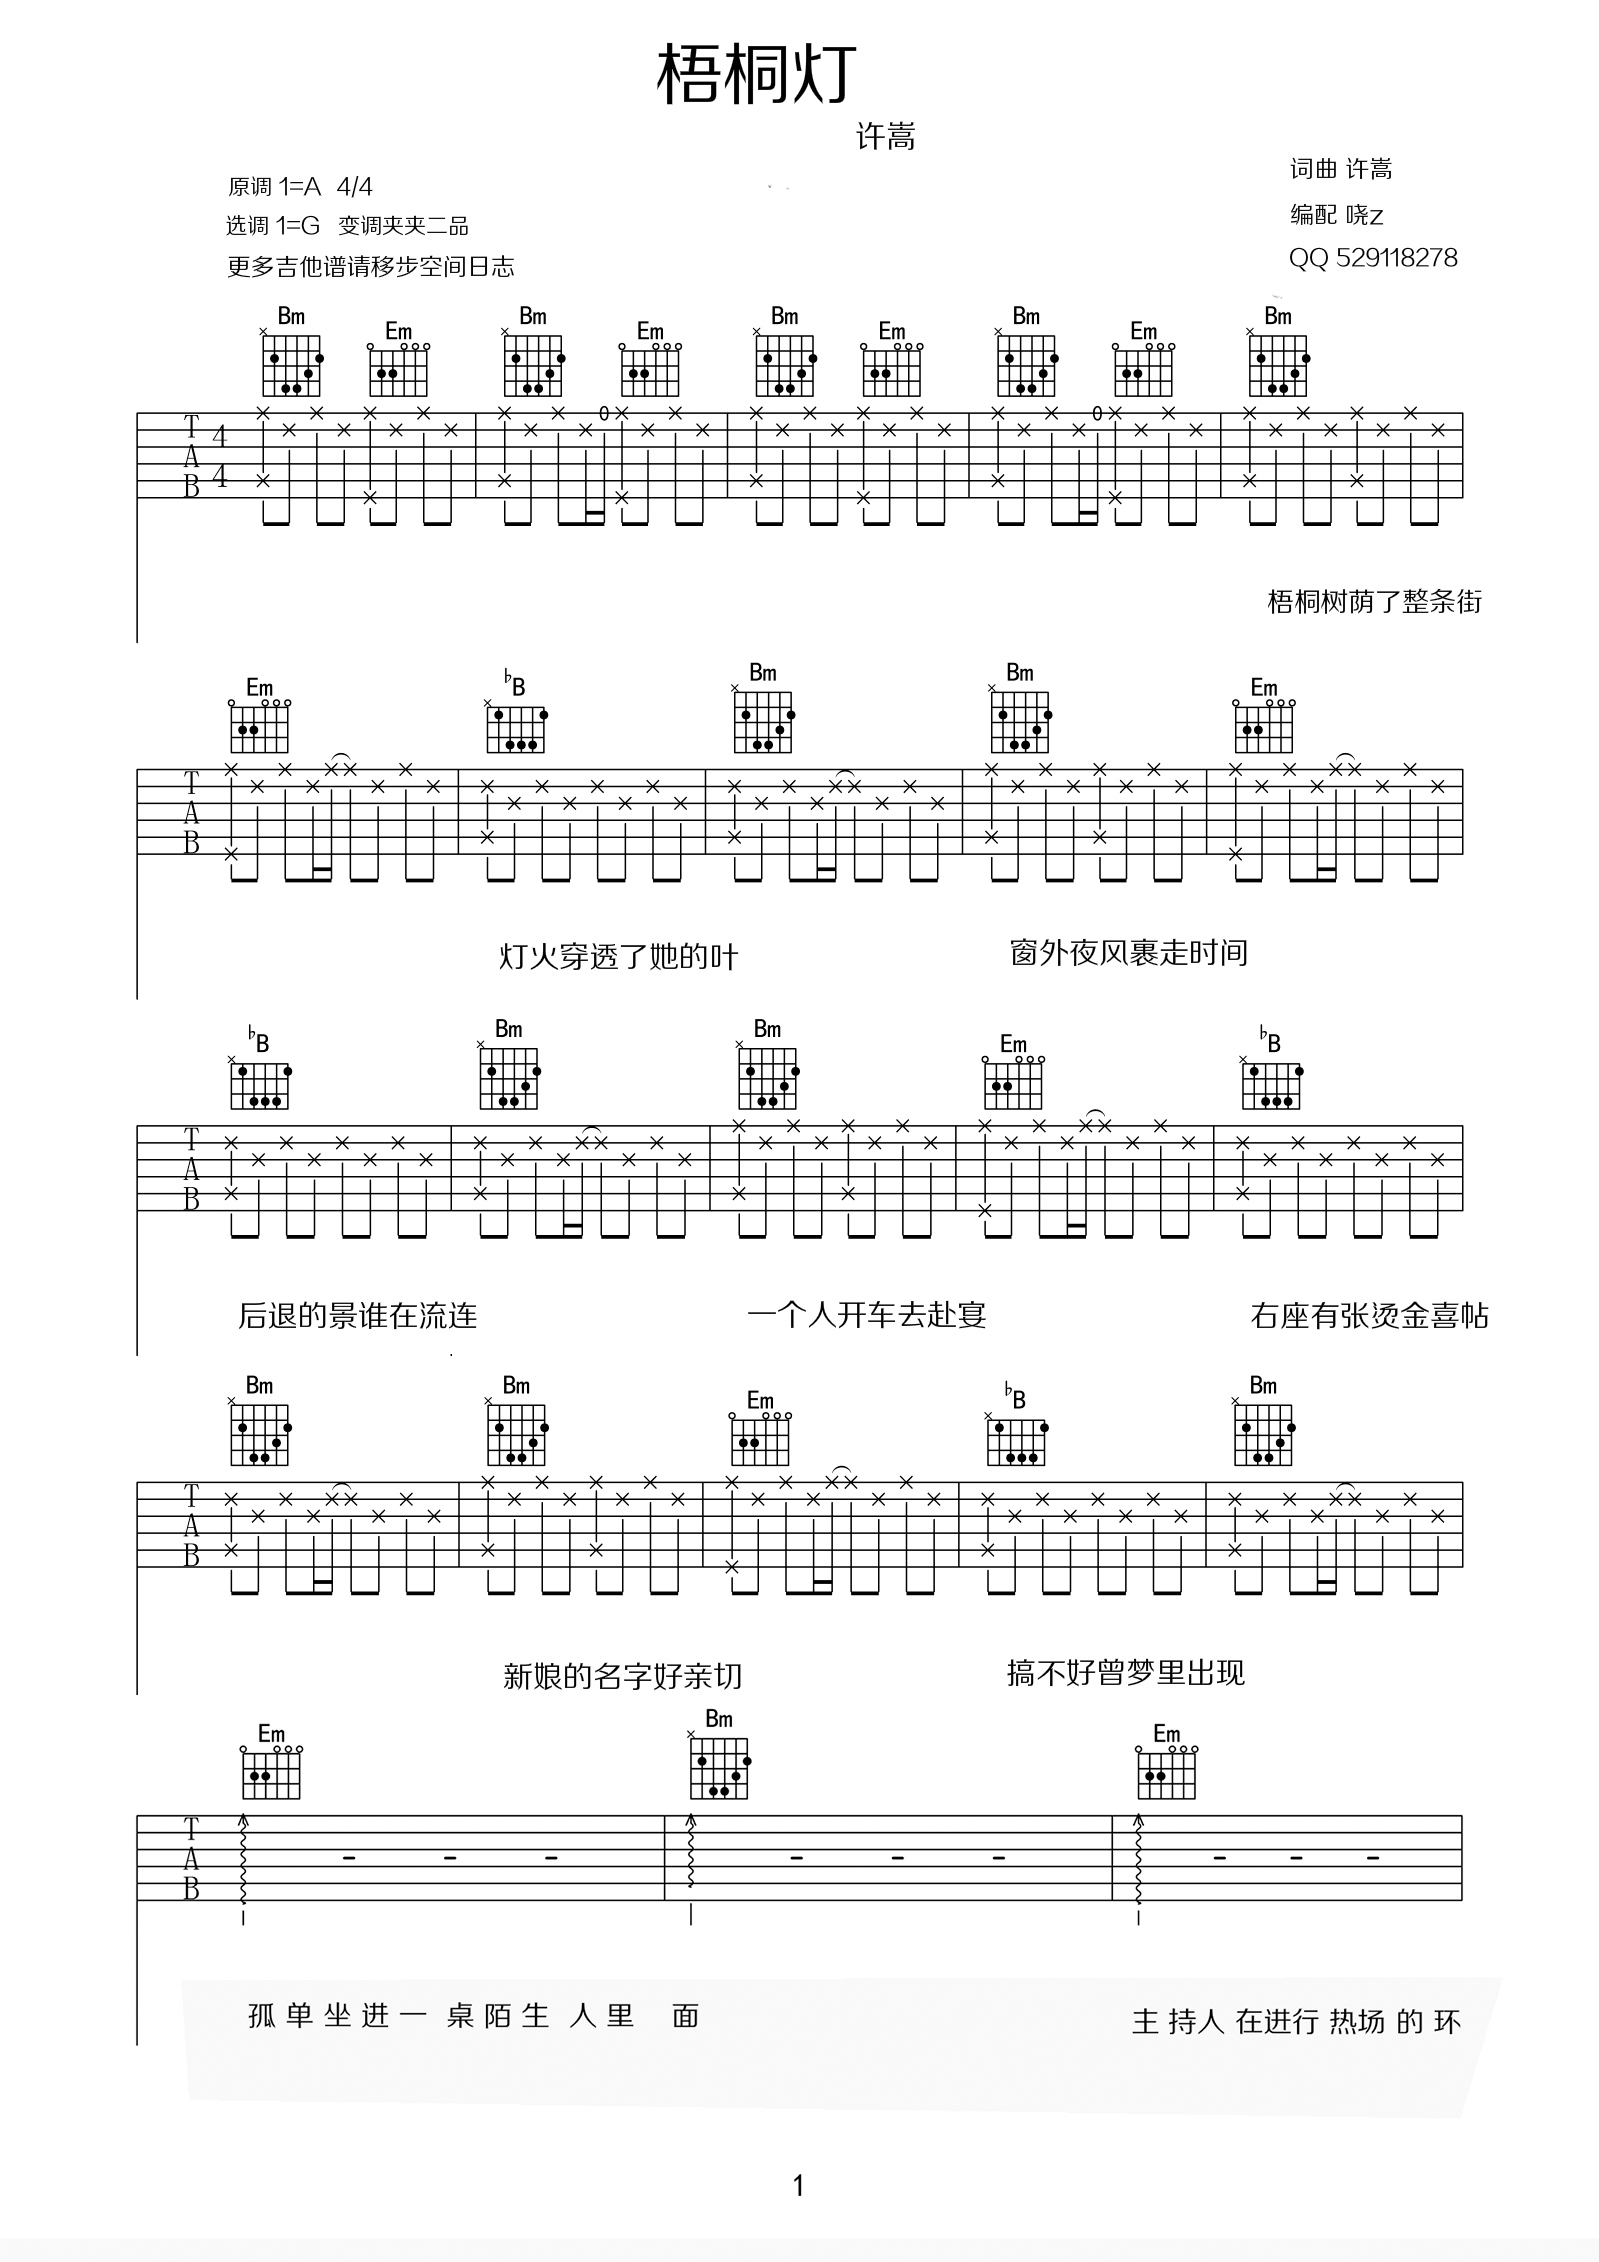 梧桐灯
许嵩
原调 1=A 4/4
词曲 许嵩
选调 1=G 变调夹夹二品
编配 哓z
更多吉他谱请移步空间日志
QQ 529118278
Bm Em Bm Em Bm Em Bm Em Bm
0 0
T A B 4 4
梧桐树荫了整条街
Em ♭B Bm Bm Em
T A B
灯火穿透了她的叶 窗外夜风裹走时间
♭B Bm Bm Em ♭B
T A B
后退的景谁在流连 一个人开车去赴宴 右座有张烫金喜帖
Bm Bm Em ♭B Bm
T A B
新娘的名字好亲切 搞不好曾梦里出现
Em Bm Em
T A B
孤 单 坐 进 一 桌 陌 生 人 里 面 主 持人 在进行 热场 的 环
1